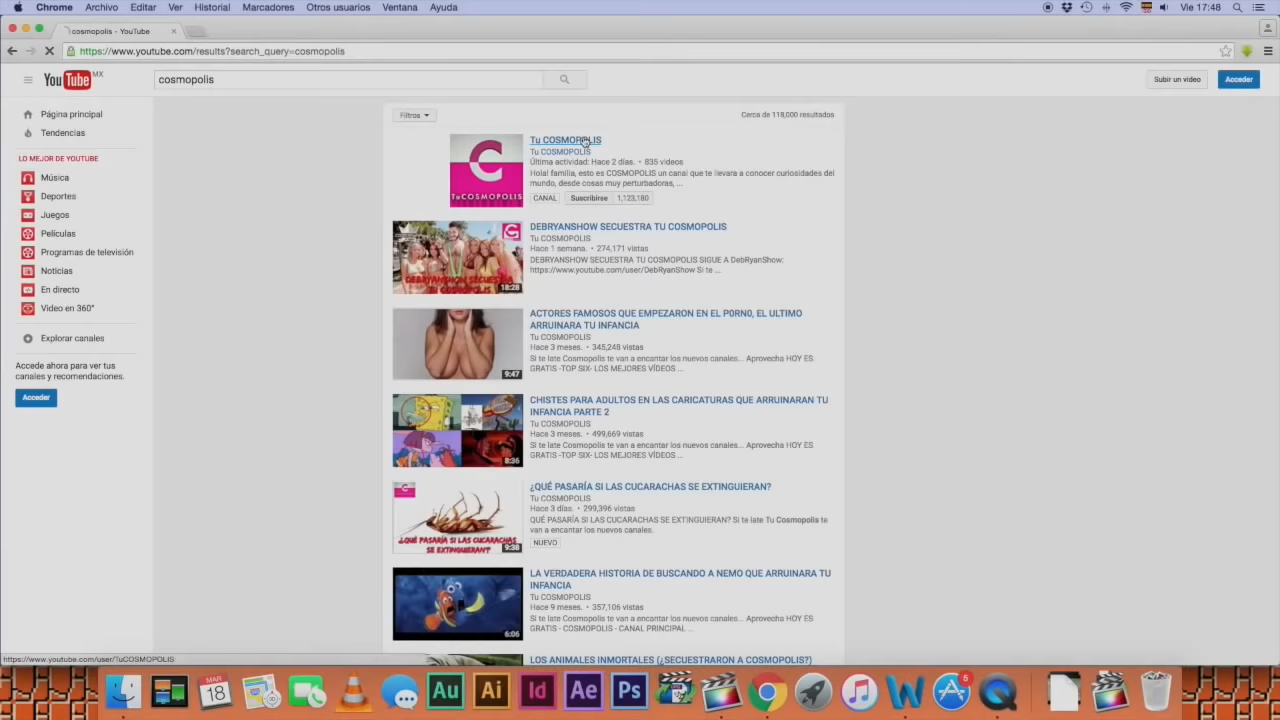 Chrome Archivo Editar Ver Historial Marcadores Otros usuarios Ventana Ayuda Vie 17:48
cosmopolis - YouTube
https://www.youtube.com/results?search_query=cosmopolis
YouTube MX cosmopolis Subir un video Acceder
Página principal
Tendencias
LO MEJOR DE YOUTUBE
Música
Deportes
Juegos
Películas
Programas de televisión
Noticias
En directo
Video en 360°
Explorar canales
Accede ahora para ver tus
canales y recomendaciones.
Acceder
Filtros Cerca de 118,000 resultados
C
TuCOSMOPOLIS
Tu COSMOPOLIS
Tu COSMOPOLIS
Última actividad: Hace 2 días. • 835 videos
Hola! familia, esto es COSMOPOLIS un canal que te llevara a conocer curiosidades del
mundo, desde cosas muy perturbadoras, ...
CANAL Suscribirse 1,123,180
DEBRYANSHOW SECUESTRA
18:28
DEBRYANSHOW SECUESTRA TU COSMOPOLIS
Tu COSMOPOLIS
Hace 1 semana. • 274,171 vistas
DEBRYANSHOW SECUESTRA TU COSMOPOLIS SIGUE A DebRyanShow:
https://www.youtube.com/user/DebRyanShow Si te ...
9:47
ACTORES FAMOSOS QUE EMPEZARON EN EL P0RN0, EL ULTIMO
ARRUINARA TU INFANCIA
Tu COSMOPOLIS
Hace 3 meses. • 345,248 vistas
Si te late Cosmopolis te van a encantar los nuevos canales... Aprovecha HOY ES
GRATIS -TOP SIX- LOS MEJORES VÍDEOS ...
8:36
CHISTES PARA ADULTOS EN LAS CARICATURAS QUE ARRUINARAN TU
INFANCIA PARTE 2
Tu COSMOPOLIS
Hace 3 meses. • 499,669 vistas
Si te late Cosmopolis te van a encantar los nuevos canales... Aprovecha HOY ES
GRATIS -TOP SIX- LOS MEJORES VÍDEOS ...
¿QUÉ PASARÍA SI LAS CUCARACHAS
SE EXTINGUIERAN?
9:38
¿QUÉ PASARÍA SI LAS CUCARACHAS SE EXTINGUIERAN?
Tu COSMOPOLIS
Hace 3 días. • 299,396 vistas
QUÉ PASARÍA SI LAS CUCARACHAS SE EXTINGUIERAN? Si te late Tu Cosmopolis te
van a encantar los nuevos canales.
NUEVO
6:06
LA VERDADERA HISTORIA DE BUSCANDO A NEMO QUE ARRUINARA TU
INFANCIA
Tu COSMOPOLIS
Hace 9 meses. • 357,106 vistas
Si te late Cosmopolis te van a encantar los nuevos canales... Aprovecha HOY ES
GRATIS - COSMOPOLIS - CANAL PRINCIPAL ...
LOS ANIMALES INMORTALES (¿SECUESTRARON A COSMOPOLIS?)
https://www.youtube.com/user/TuCOSMOPOLIS
MAR 18 Au Ai Id Ae Ps W 5